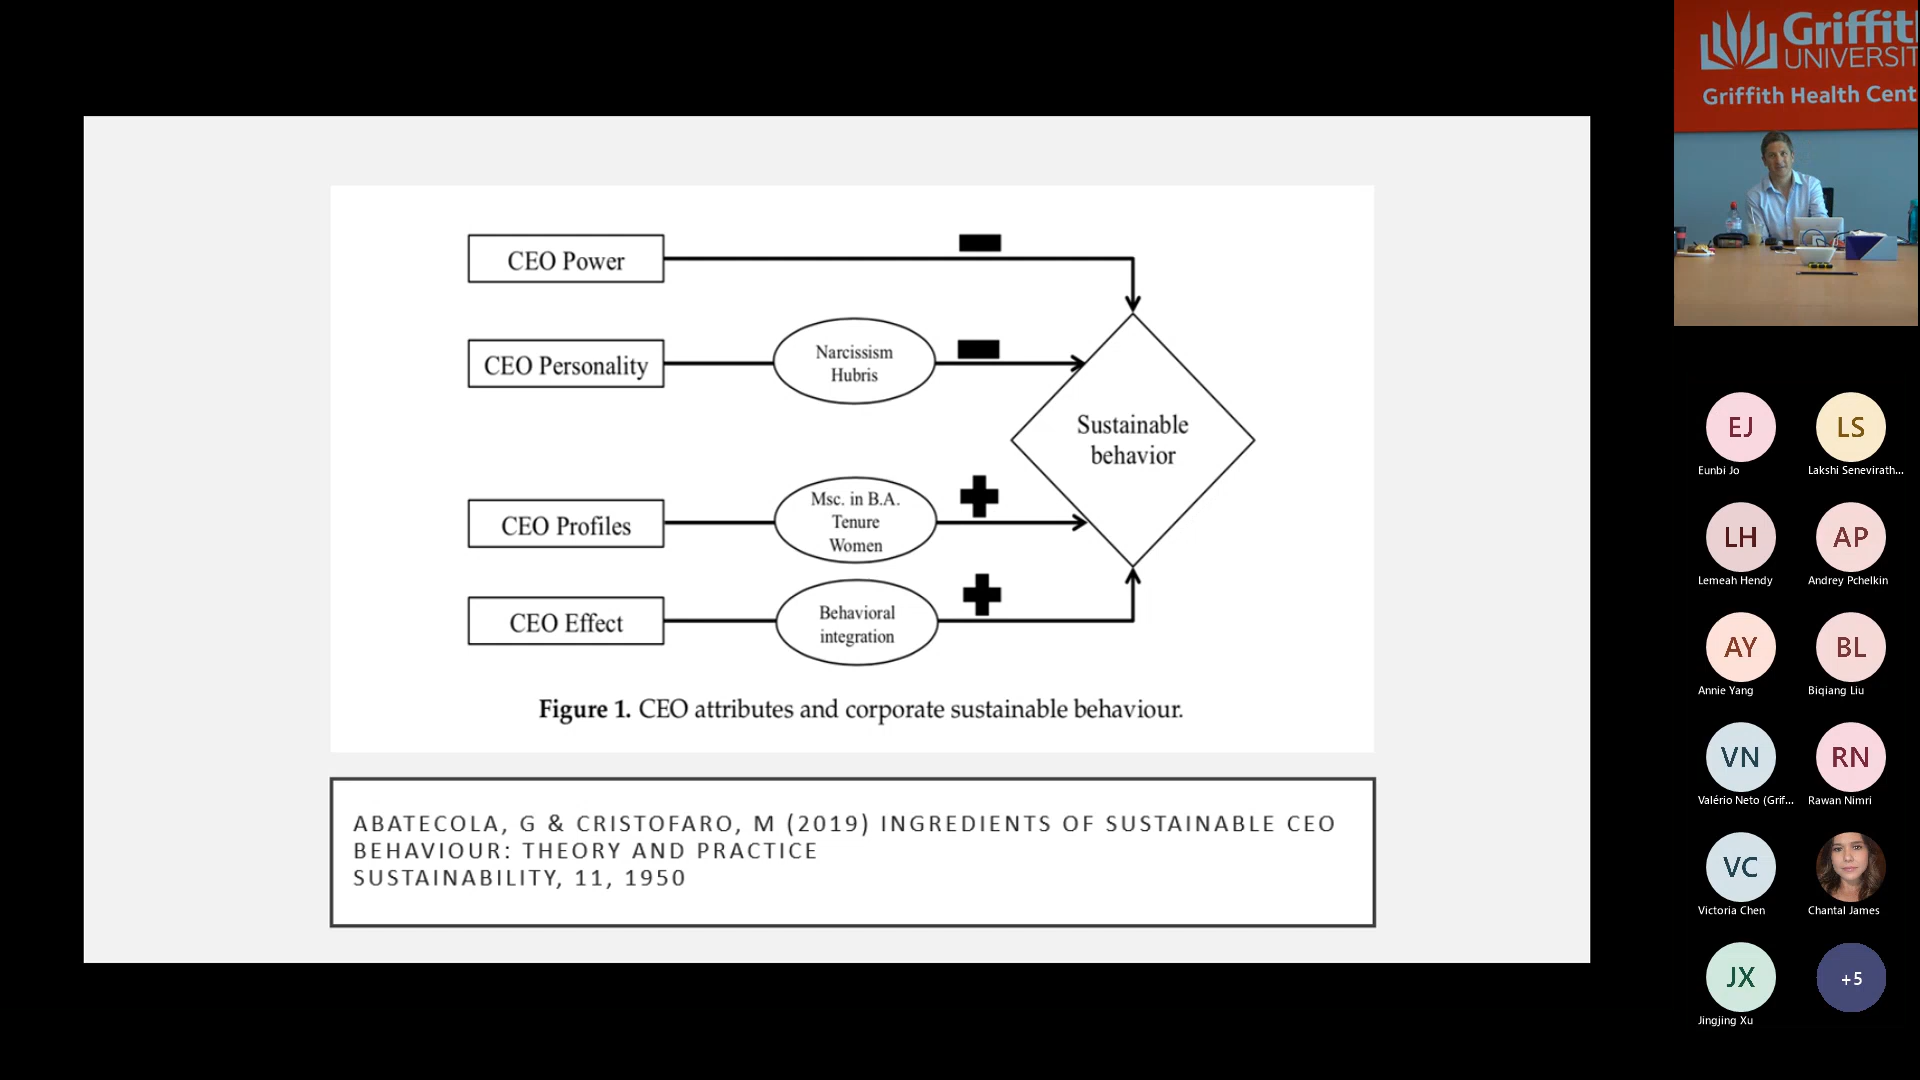 CEO Power
CEO Personality
Narcissism
Hubris
Sustainable
behavior
CEO Profiles
Msc. in B.A.
Tenure
Women
CEO Effect
Behavioral
integration
Figure 1. CEO attributes and corporate sustainable behaviour.
ABATECOLA, G & CRISTOFARO, M (2019) INGREDIENTS OF SUSTAINABLE CEO
BEHAVIOUR: THEORY AND PRACTICE
SUSTAINABILITY, 11, 1950
Griffit
UNIVERSIT
Griffith Health Cent
EJ
Eunbi Jo
LS
Lakshi Senevirath...
LH
Lemeah Hendy
AP
Andrey Pchelkin
AY
Annie Yang
BL
Biqiang Liu
VN
Valério Neto (Grif...
RN
Rawan Nimri
VC
Victoria Chen
Chantal James
JX
Jingjing Xu
+5